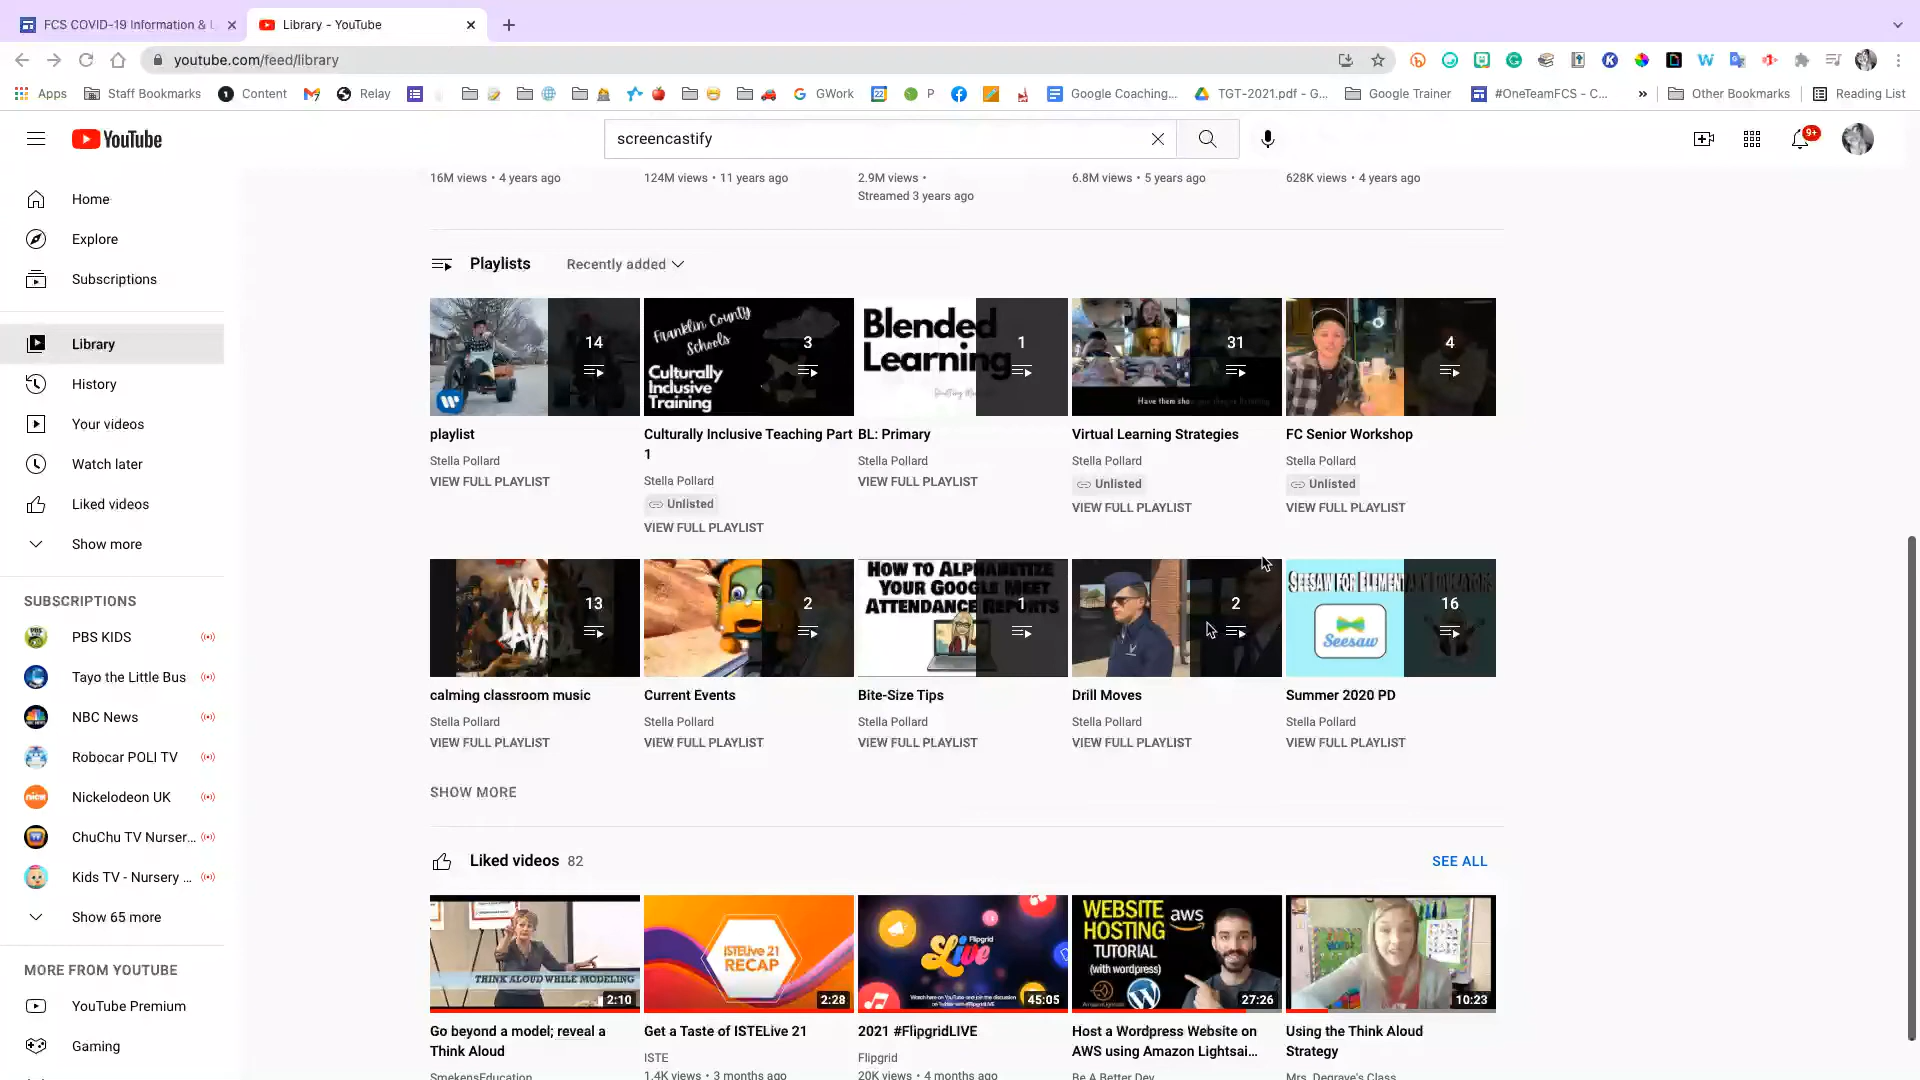 FCS COVID-19 Information & L
Library - YouTube
youtube.com/feed/library
Apps
Staff Bookmarks
Content
Relay
GWork
P
Google Coaching...
TGT-2021.pdf - G...
Google Trainer
#OneTeamFCS - C...
»
Other Bookmarks
Reading List
YouTube
screencastify
9+
16M views • 4 years ago
124M views • 11 years ago
2.9M views •
Streamed 3 years ago
6.8M views • 5 years ago
628K views • 4 years ago
Home
Explore
Subscriptions
Library
History
Your videos
Watch later
Liked videos
Show more
SUBSCRIPTIONS
PBS KIDS
Tayo the Little Bus
NBC News
Robocar POLI TV
Nickelodeon UK
ChuChu TV Nurser...
Kids TV - Nursery ...
Show 65 more
MORE FROM YOUTUBE
YouTube Premium
Gaming
Playlists
Recently added
14
playlist
Stella Pollard
VIEW FULL PLAYLIST
Franklin County
Schools
Culturally
Inclusive
Training
3
Culturally Inclusive Teaching Part
1
Stella Pollard
Unlisted
VIEW FULL PLAYLIST
Blended
Learning
1
BL: Primary
Stella Pollard
VIEW FULL PLAYLIST
31
Virtual Learning Strategies
Stella Pollard
Unlisted
VIEW FULL PLAYLIST
4
FC Senior Workshop
Stella Pollard
Unlisted
VIEW FULL PLAYLIST
13
calming classroom music
Stella Pollard
VIEW FULL PLAYLIST
2
Current Events
Stella Pollard
VIEW FULL PLAYLIST
HOW TO ALPHABETIZE
YOUR GOOGLE MEET
ATTENDANCE REPORTS
1
Bite-Size Tips
Stella Pollard
VIEW FULL PLAYLIST
2
Drill Moves
Stella Pollard
VIEW FULL PLAYLIST
SEESAW FOR ELEMENTARY EDUCATORS
Seesaw
16
Summer 2020 PD
Stella Pollard
VIEW FULL PLAYLIST
SHOW MORE
Liked videos 82
SEE ALL
THINK ALOUD WHILE MODELING
2:10
Go beyond a model; reveal a
Think Aloud
SmekensEducation
ISTELive 21
RECAP
2:28
Get a Taste of ISTELive 21
ISTE
1.4K views • 3 months ago
Flipgrid
Live
45:05
2021 #FlipgridLIVE
Flipgrid
20K views • 4 months ago
WEBSITE
HOSTING
TUTORIAL
(with wordpress)
aws
27:26
Host a Wordpress Website on
AWS using Amazon Lightsai...
Be A Better Dev
10:23
Using the Think Aloud
Strategy
Mrs. Degrave's Class